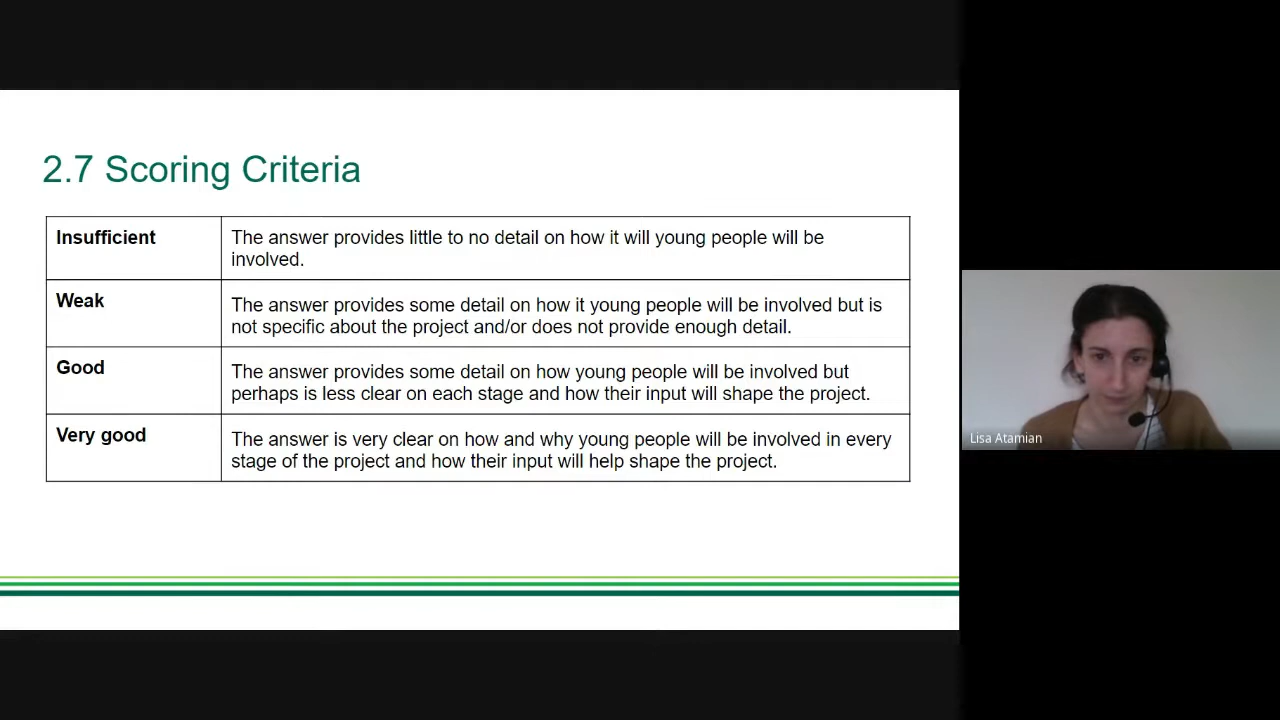 2.7 Scoring Criteria
Insufficient
The answer provides little to no detail on how it will young people will be
involved.
Weak
The answer provides some detail on how it young people will be involved but is
not specific about the project and/or does not provide enough detail.
Good
The answer provides some detail on how young people will be involved but
perhaps is less clear on each stage and how their input will shape the project.
Very good
The answer is very clear on how and why young people will be involved in every
stage of the project and how their input will help shape the project.
Lisa Atamian